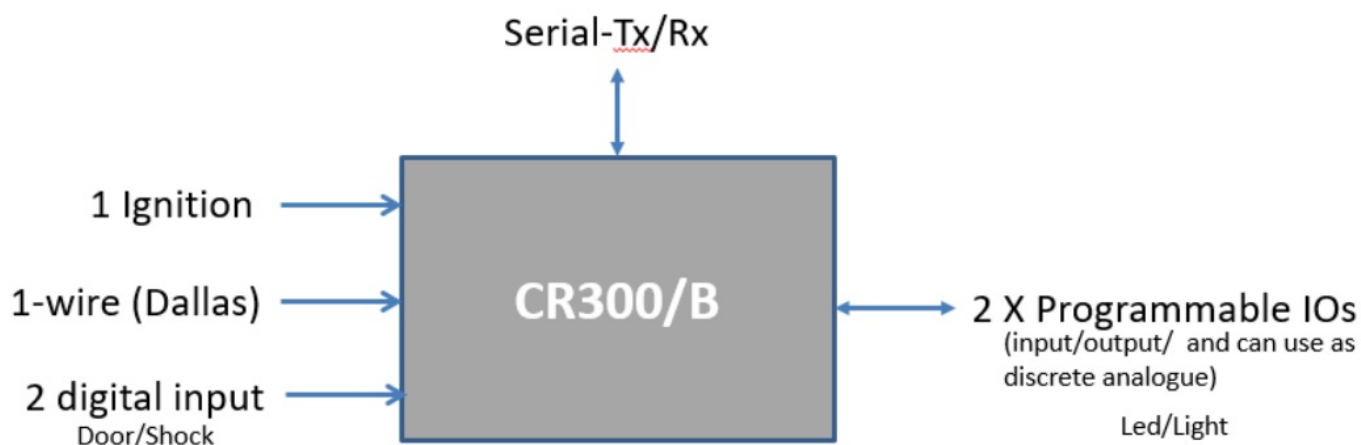 Serial-Tx/Rx
1 Ignition
1-wire (Dallas)
CR300/B
2 digital input
Door/Shock
2 X Programmable IOs
(input/output/ and can use as
discrete analogue)
Led/Light